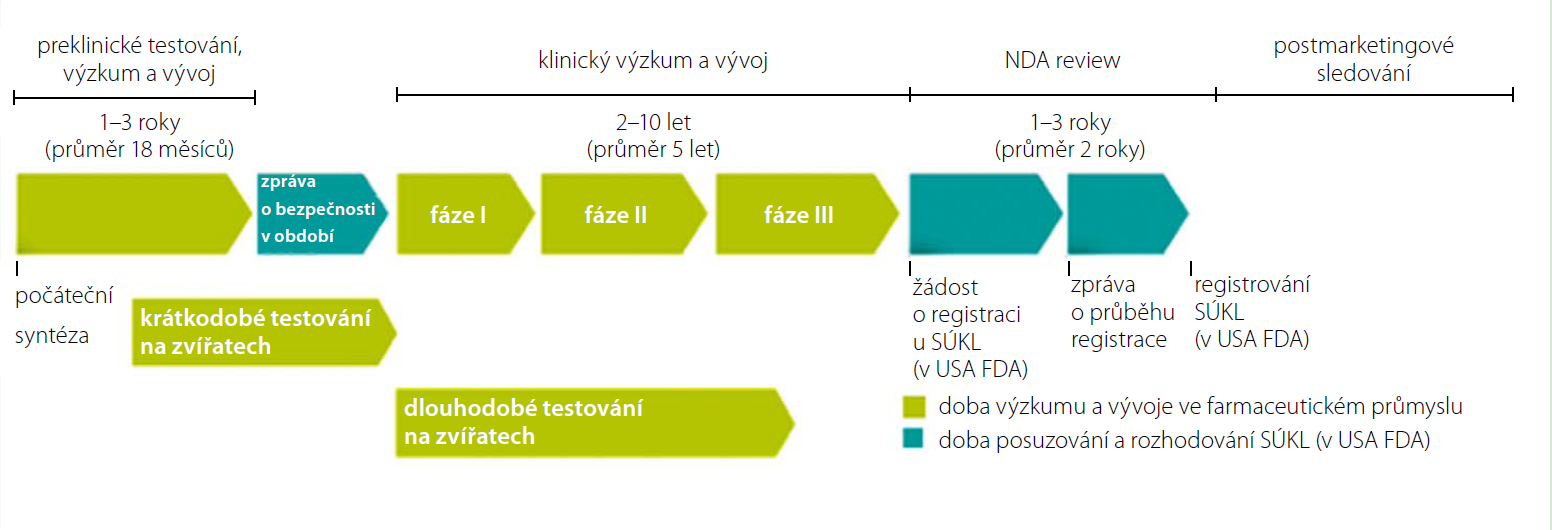 preklinické testování,
výzkum a vývoj
klinický výzkum a vývoj
NDA review
postmarketingové
sledování
1–3 roky
(průměr 18 měsíců)
2–10 let
(průměr 5 let)
1–3 roky
(průměr 2 roky)
zpráva
o bezpečnosti
v období
fáze I
fáze II
fáze III
počáteční
syntéza
krátkodobé testování
na zvířatech
dlouhodobé testování
na zvířatech
žádost
o registraci
u SÚKL
(v USA FDA)
zpráva
o průběhu
registrace
registrování
SÚKL
(v USA FDA)
doba výzkumu a vývoje ve farmaceutickém průmyslu
doba posuzování a rozhodování SÚKL (v USA FDA)